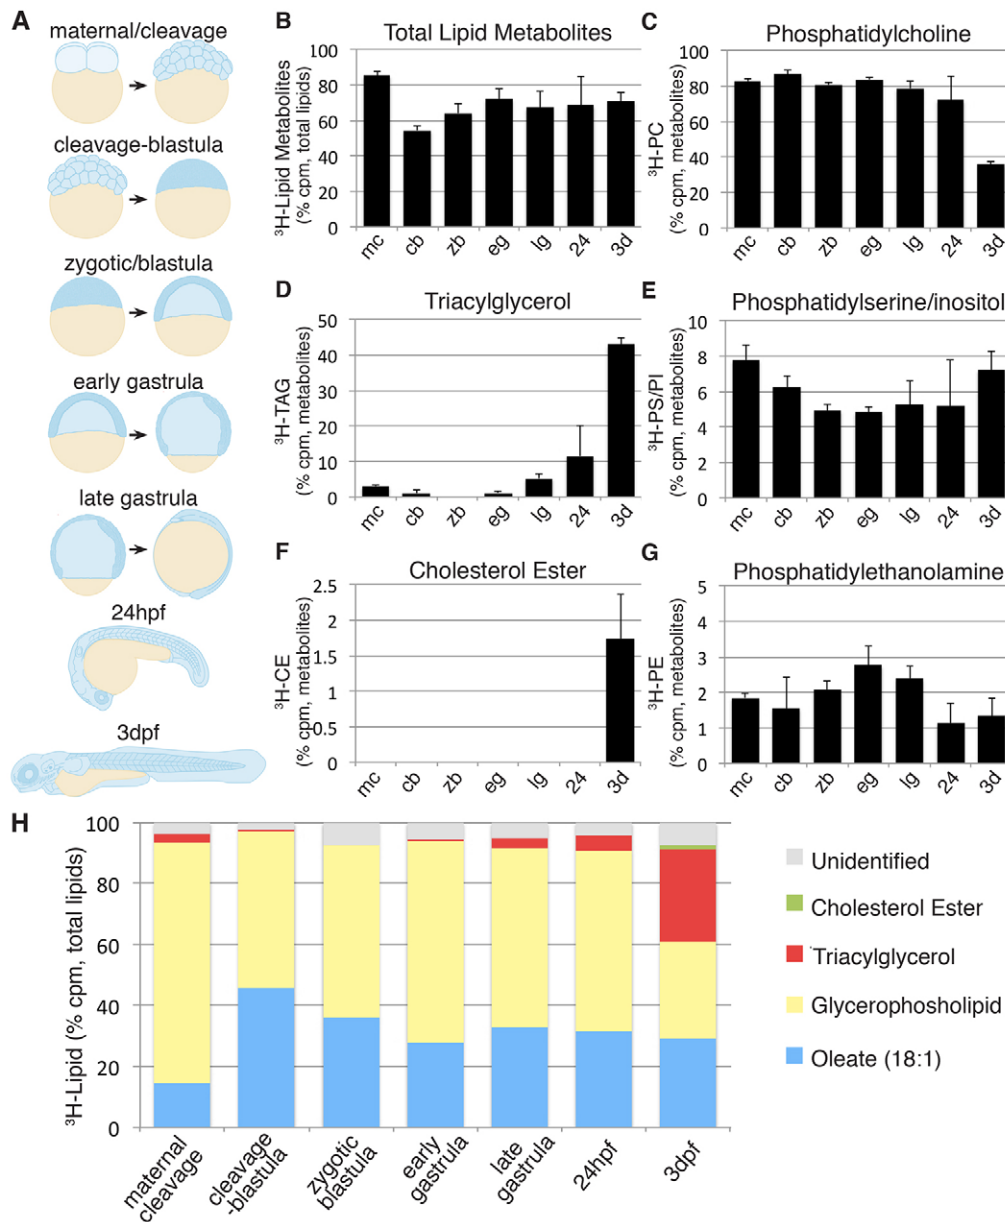 A
maternal/cleavage
cleavage-blastula
zygotic/blastula
early gastrula
late gastrula
24hpf
3dpf
B
Total Lipid Metabolites
³H-Lipid Metabolites
(% cpm, total lipids)
100
80
60
40
20
0
mc
cb
zb
eg
lg
24
3d
C
Phosphatidylcholine
³H-PC
(% cpm, metabolites)
100
80
60
40
20
0
mc
cb
zb
eg
lg
24
3d
D
Triacylglycerol
³H-TAG
(% cpm, metabolites)
50
40
30
20
10
0
mc
cb
zb
eg
lg
24
3d
E
Phosphatidylserine/inositol
³H-PS/PI
(% cpm, metabolites)
10
8
6
4
2
0
mc
cb
zb
eg
lg
24
3d
F
Cholesterol Ester
³H-CE
(% cpm, metabolites)
2.5
2
1.5
1
0.5
0
mc
cb
zb
eg
lg
24
3d
G
Phosphatidylethanolamine
³H-PE
(% cpm, metabolites)
5
4
3
2
1
0
mc
cb
zb
eg
lg
24
3d
H
³H-Lipid (% cpm, total lipids)
100
80
60
40
20
0
maternal
cleavage
cleavage
-blastula
zygotic
blastula
early
gastrula
late
gastrula
24hpf
3dpf
Unidentified
Cholesterol Ester
Triacylglycerol
Glycerophosholipid
Oleate (18:1)